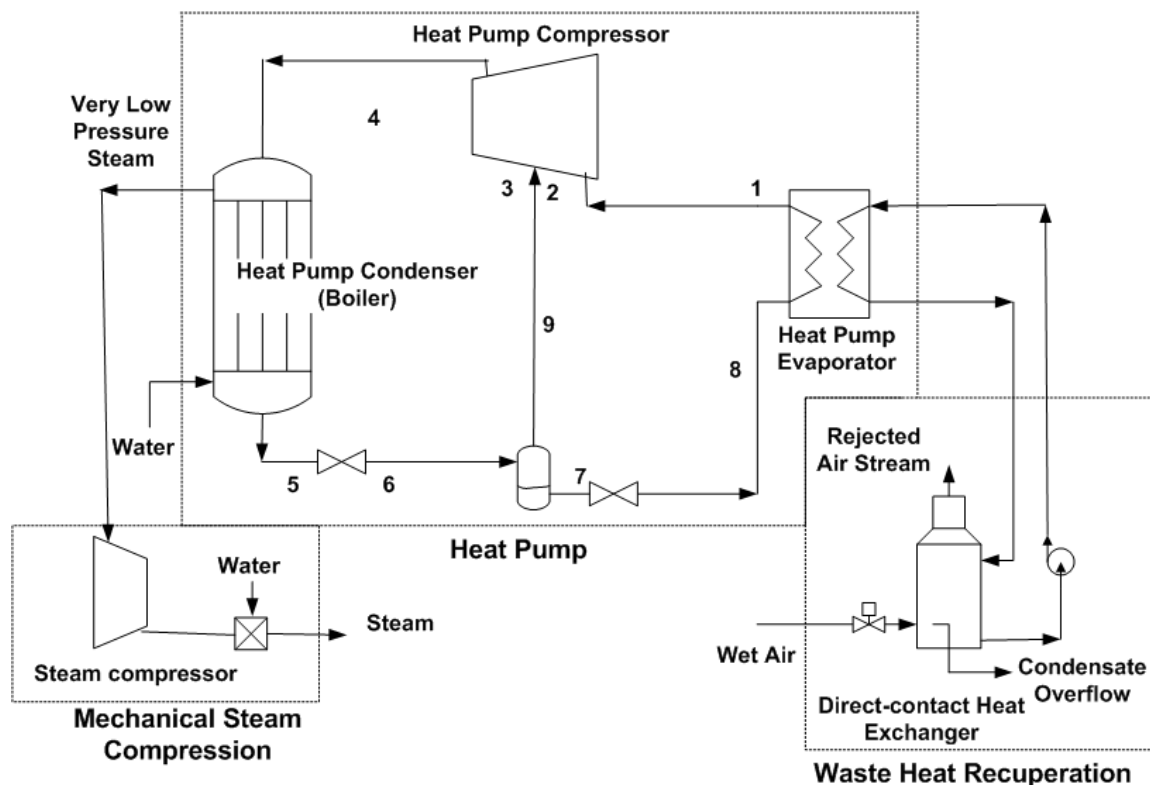 Heat Pump Compressor
Very Low
Pressure
Steam
4
3
2
1
Heat Pump Condenser
(Boiler)
9
Heat Pump
Evaporator
8
Water
5
6
7
Rejected
Air Stream
Heat Pump
Water
Steam
Steam compressor
Mechanical Steam
Compression
Wet Air
Condensate
Overflow
Direct-contact Heat
Exchanger
Waste Heat Recuperation